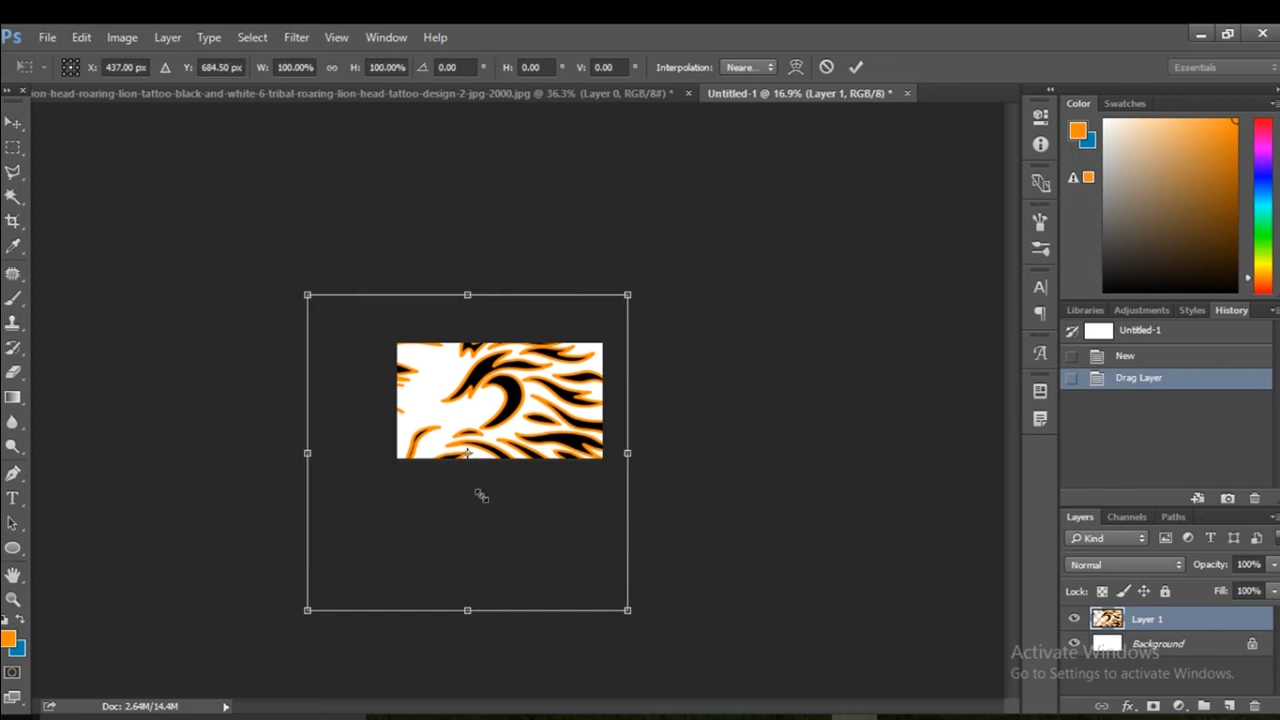 Ps File Edit Image Layer Type Select Filter View Window Help
X: 437.00 px Y: 684.50 px W: 100.00% H: 100.00% 0.00 ° H: 0.00 ° V: 0.00 ° Interpolation: Neare... Essentials
ion-head-roaring-lion-tattoo-black-and-white-6-tribal-roaring-lion-head-tattoo-design-2-jpg-2000.jpg @ 36.3% (Layer 0, RGB/8#) * × Untitled-1 @ 16.9% (Layer 1, RGB/8) * ×
Color Swatches
Libraries Adjustments Styles History
Untitled-1
New
Drag Layer
Layers Channels Paths
Kind
Normal Opacity: 100%
Lock: Fill: 100%
Layer 1
Background
Activate Windows
Go to Settings to activate Windows.
Doc: 2.64M/14.4M